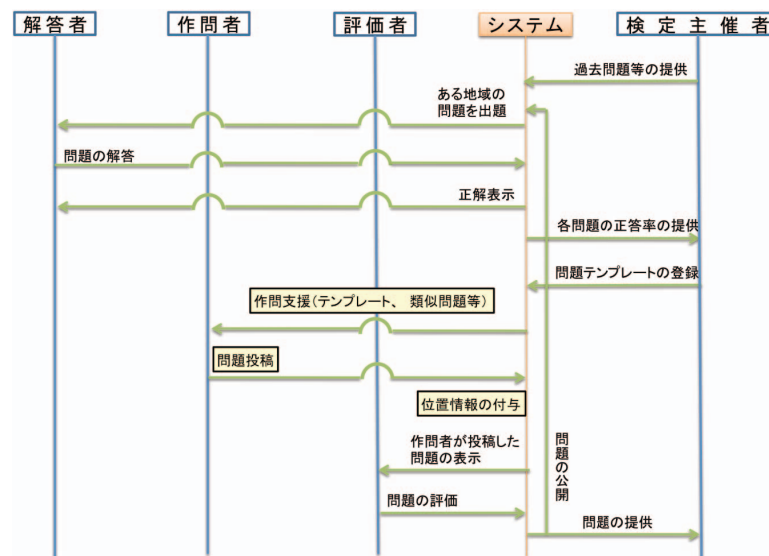 解答者
作問者
評価者
システム
検定主催者
過去問題等の提供
ある地域の
問題を出題
問題の解答
正解表示
各問題の正答率の提供
問題テンプレートの登録
作問支援(テンプレート、類似問題等)
問題投稿
位置情報の付与
作問者が投稿した
問題の表示
問題の公開
問題の評価
問題の提供